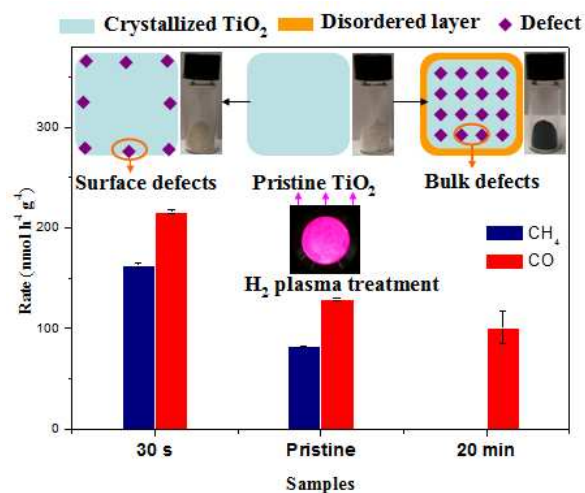 Crystallized TiO₂ Disordered layer Defect
Surface defects Pristine TiO₂ Bulk defects
H₂ plasma treatment
CH₄
CO
Rate (nmol h⁻¹ g⁻¹)
300
200
100
0
30 s Pristine 20 min
Samples